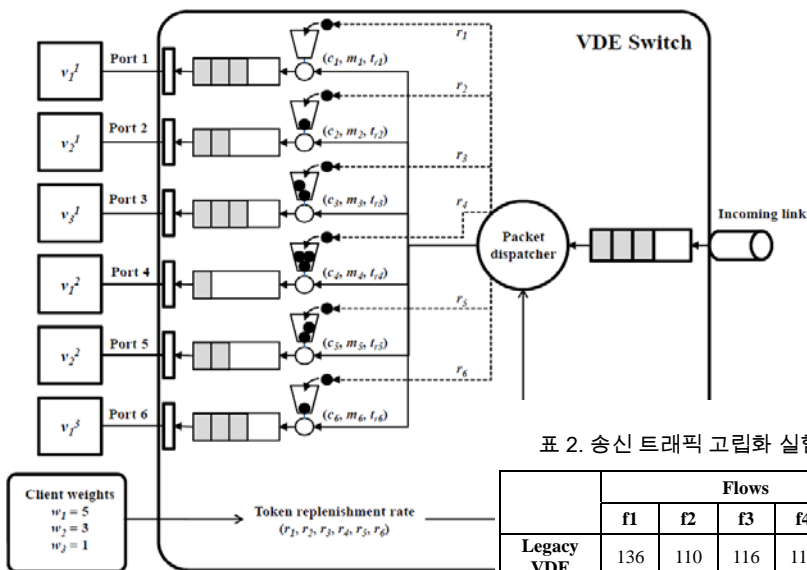 VDE Switch
Port 1
v₁¹
(c₁, m₁, tᵣ₁)
r₁
Port 2
v₂¹
(c₂, m₂, tᵣ₂)
r₂
Port 3
v₃¹
(c₃, m₃, tᵣ₃)
r₃
Port 4
v₁²
(c₄, m₄, tᵣ₄)
r₄
Port 5
v₂²
(c₅, m₅, tᵣ₅)
r₅
Port 6
v₁³
(c₆, m₆, tᵣ₆)
r₆
Packet
dispatcher
Incoming link
Client weights
w₁ = 5
w₂ = 3
w₃ = 1
Token replenishment rate
(r₁, r₂, r₃, r₄, r₅, r₆)
표 2. 송신 트래픽 고립화
Flows
f1 f2 f3
Legacy 136 110 116
VDE